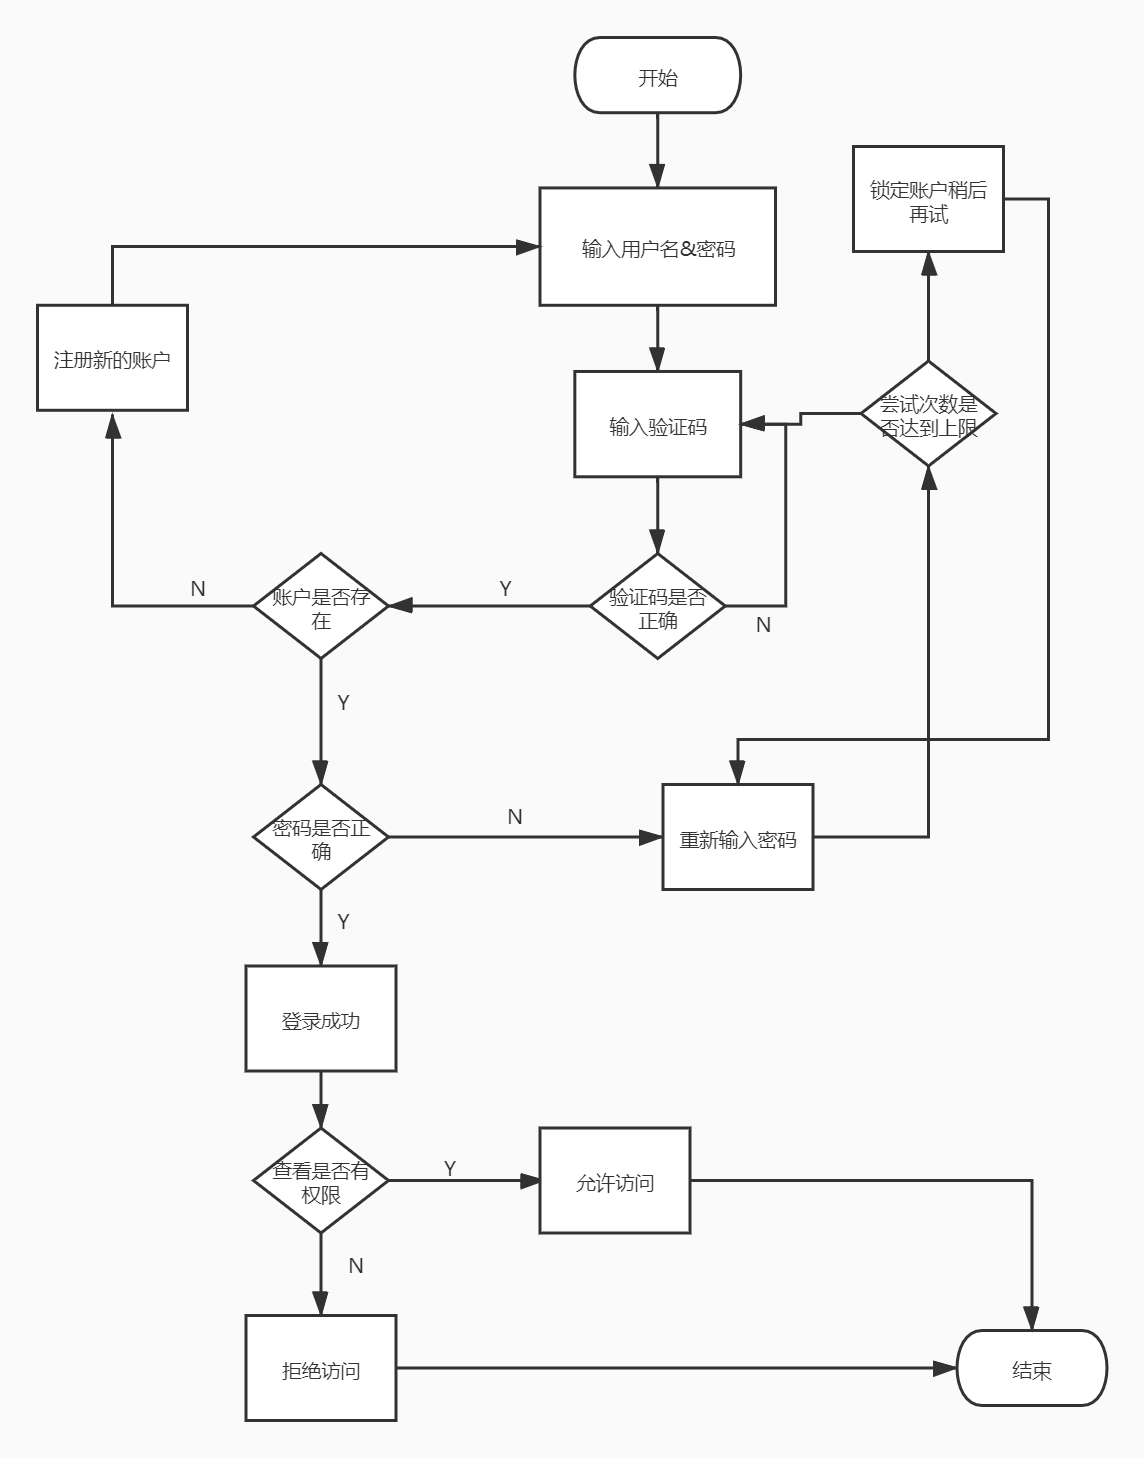 开始
锁定账户稍后
再试
输入用户名&密码
注册新的账户
尝试次数是
否达到上限
输入验证码
N
账户是否存
在
Y
验证码是否
正确
N
Y
密码是否正
确
N
重新输入密码
Y
登录成功
查看是否有
权限
Y
允许访问
N
拒绝访问
结束